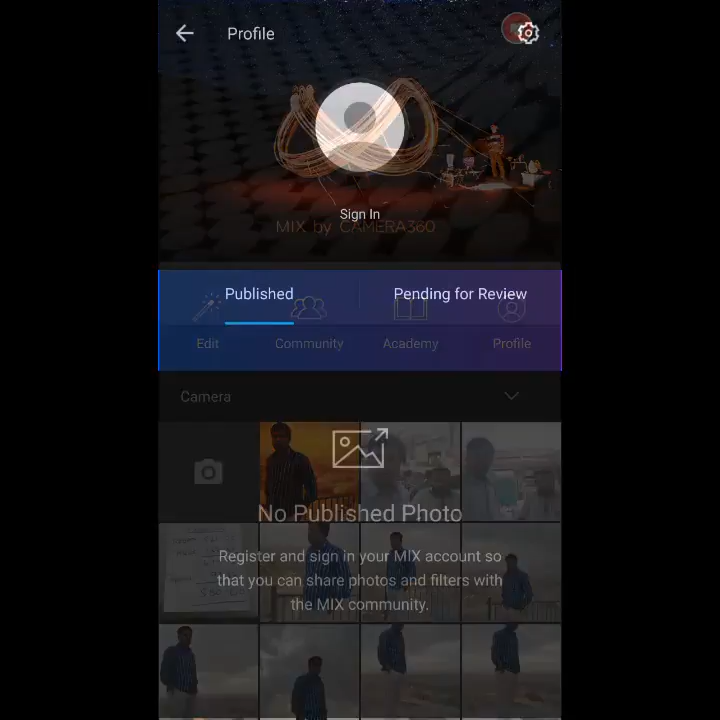 Profile
Sign In
MIX by CAMERA360
Published
Pending for Review
Edit
Community
Academy
Profile
Camera
No Published Photo
Register and sign in your MIX account so
that you can share photos and filters with
the MIX community.